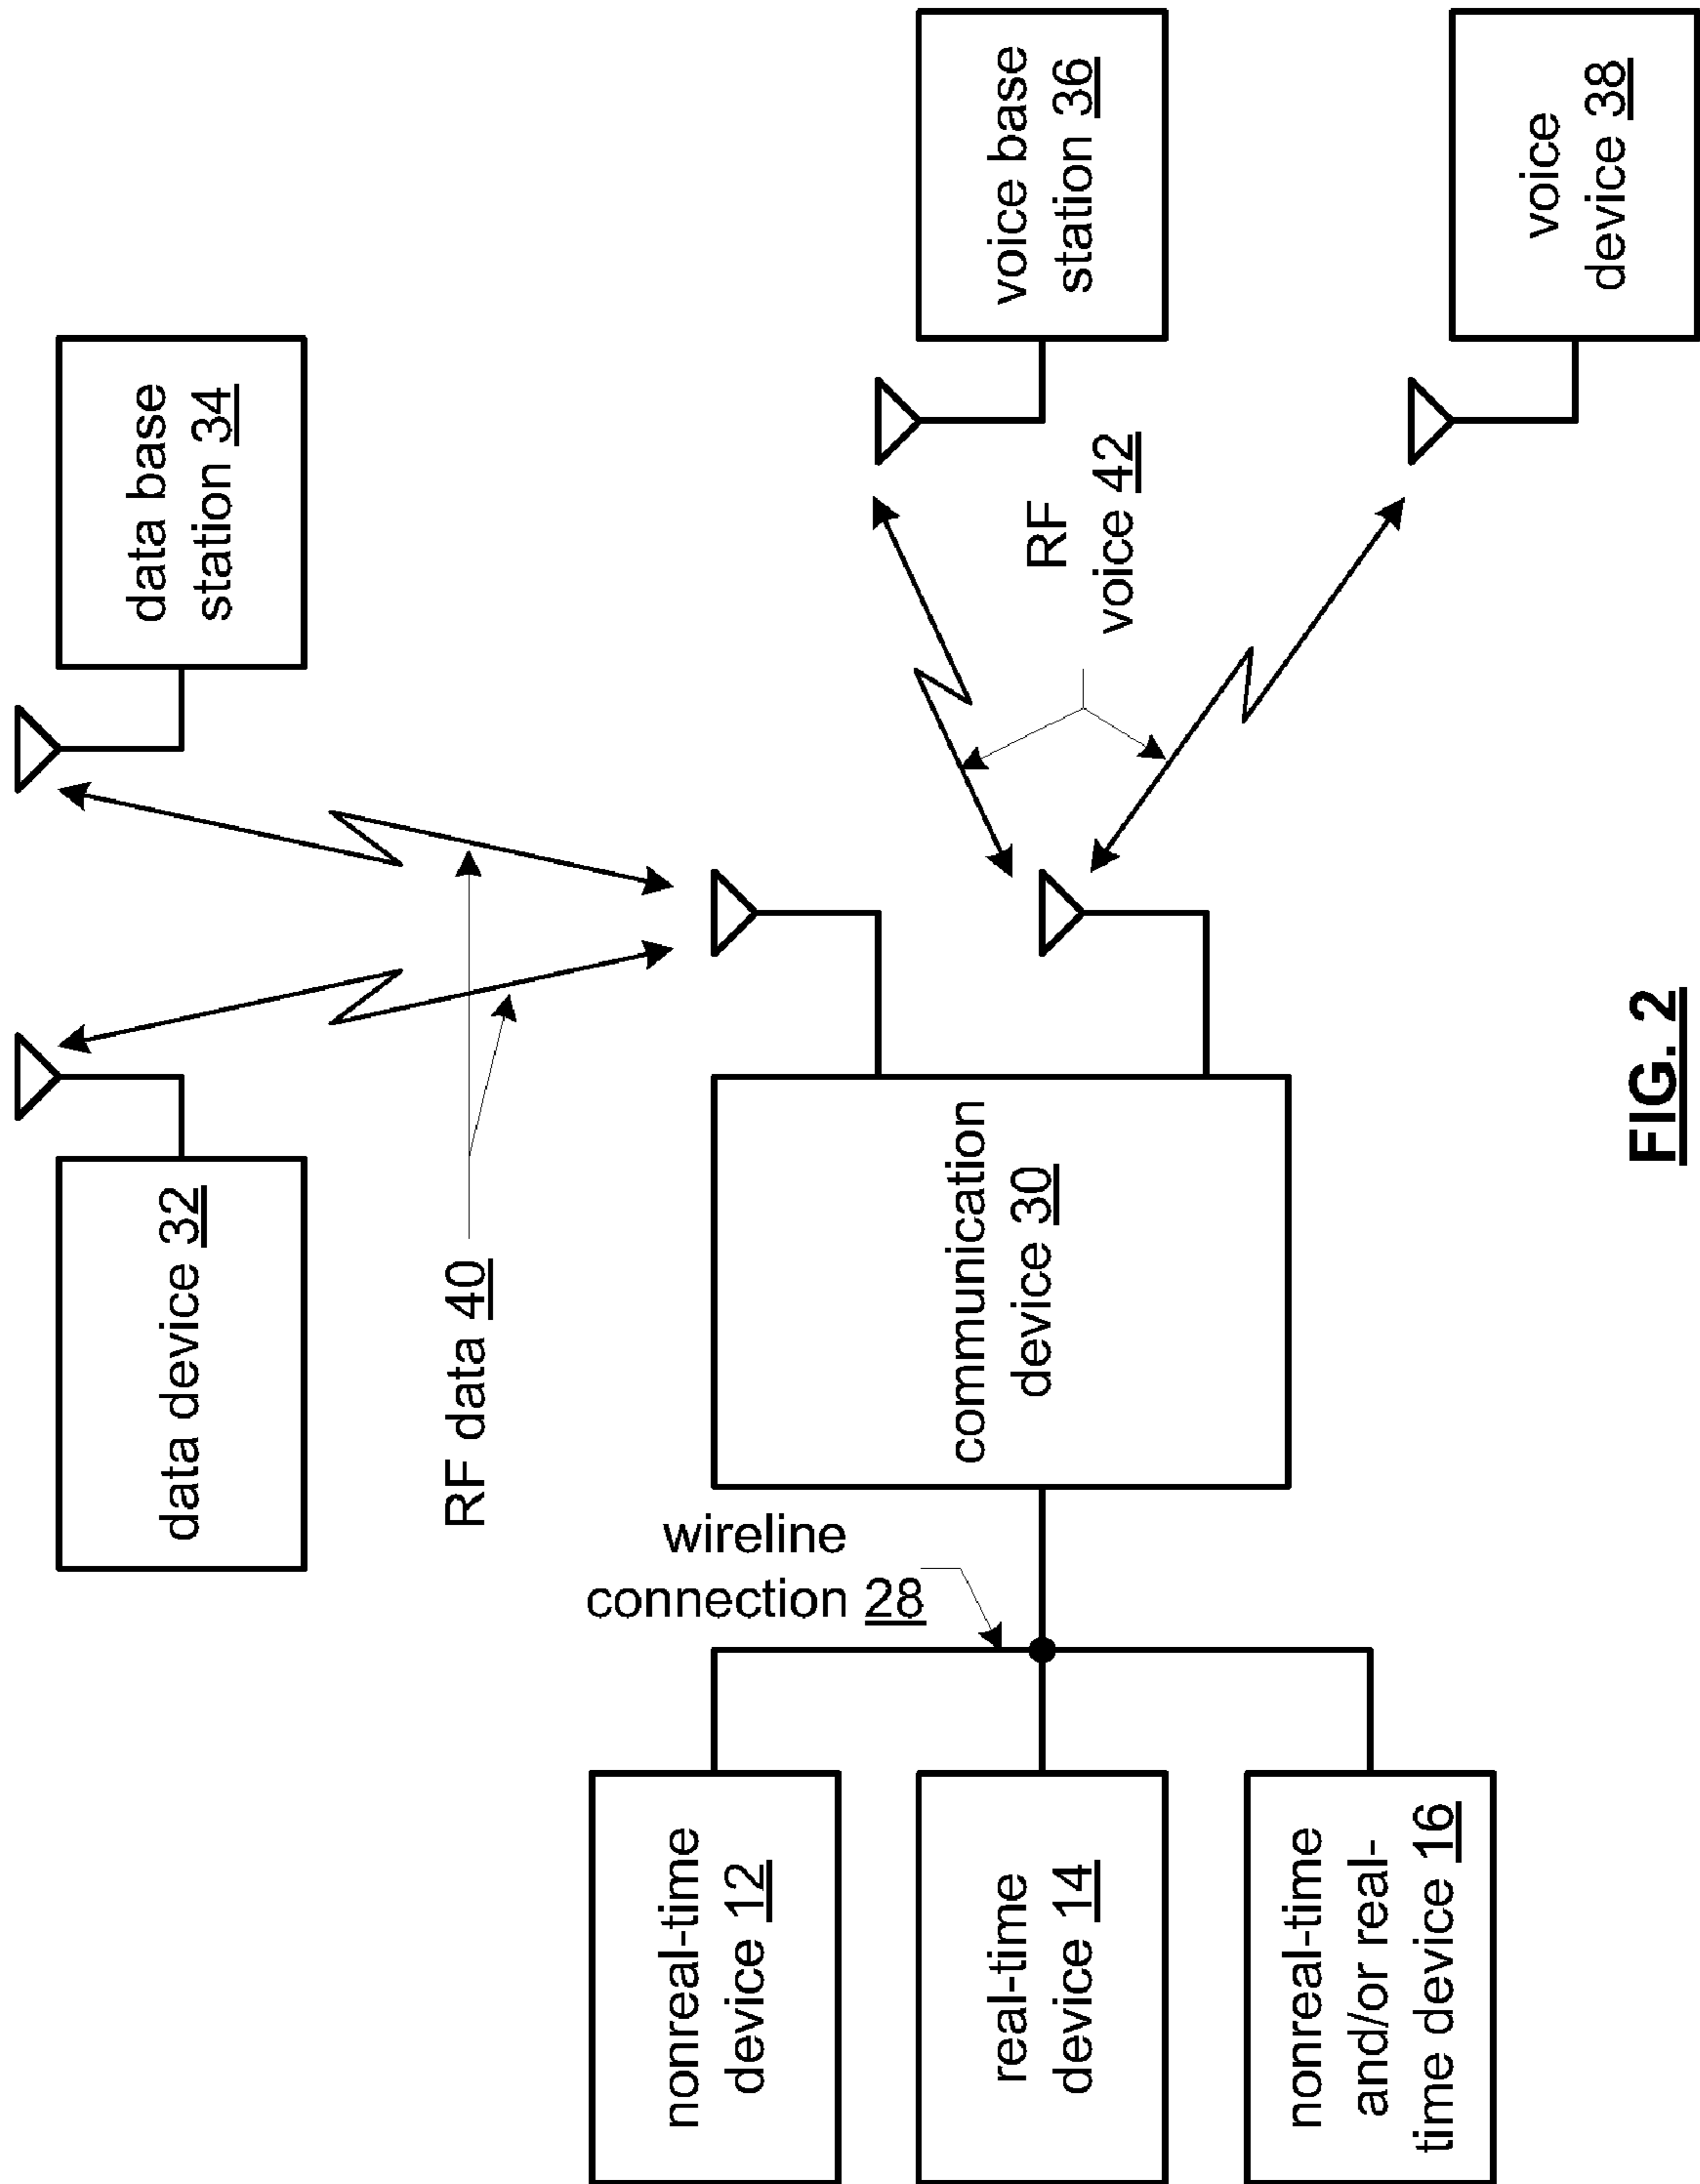 data device 32
data base
station 34
RF data 40
wireline
connection 28
nonreal-time
device 12
real-time
device 14
nonreal-time
and/or real-
time device 16
communication
device 30
RF
voice 42
voice base
station 36
voice
device 38
FIG. 2